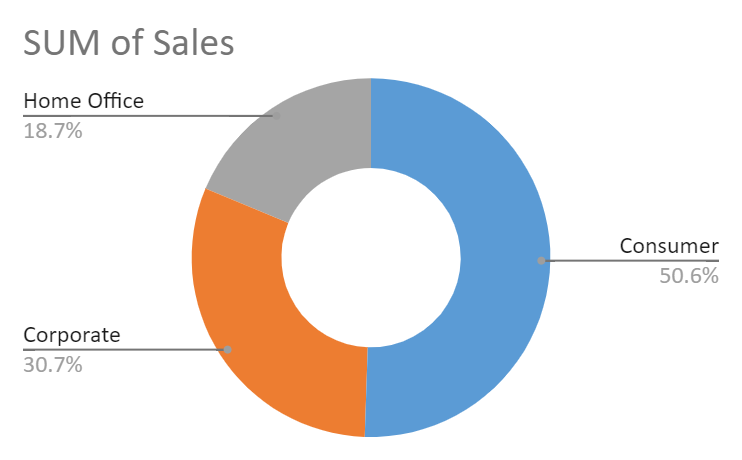 SUM of Sales
Home Office
18.7%
Consumer
50.6%
Corporate
30.7%